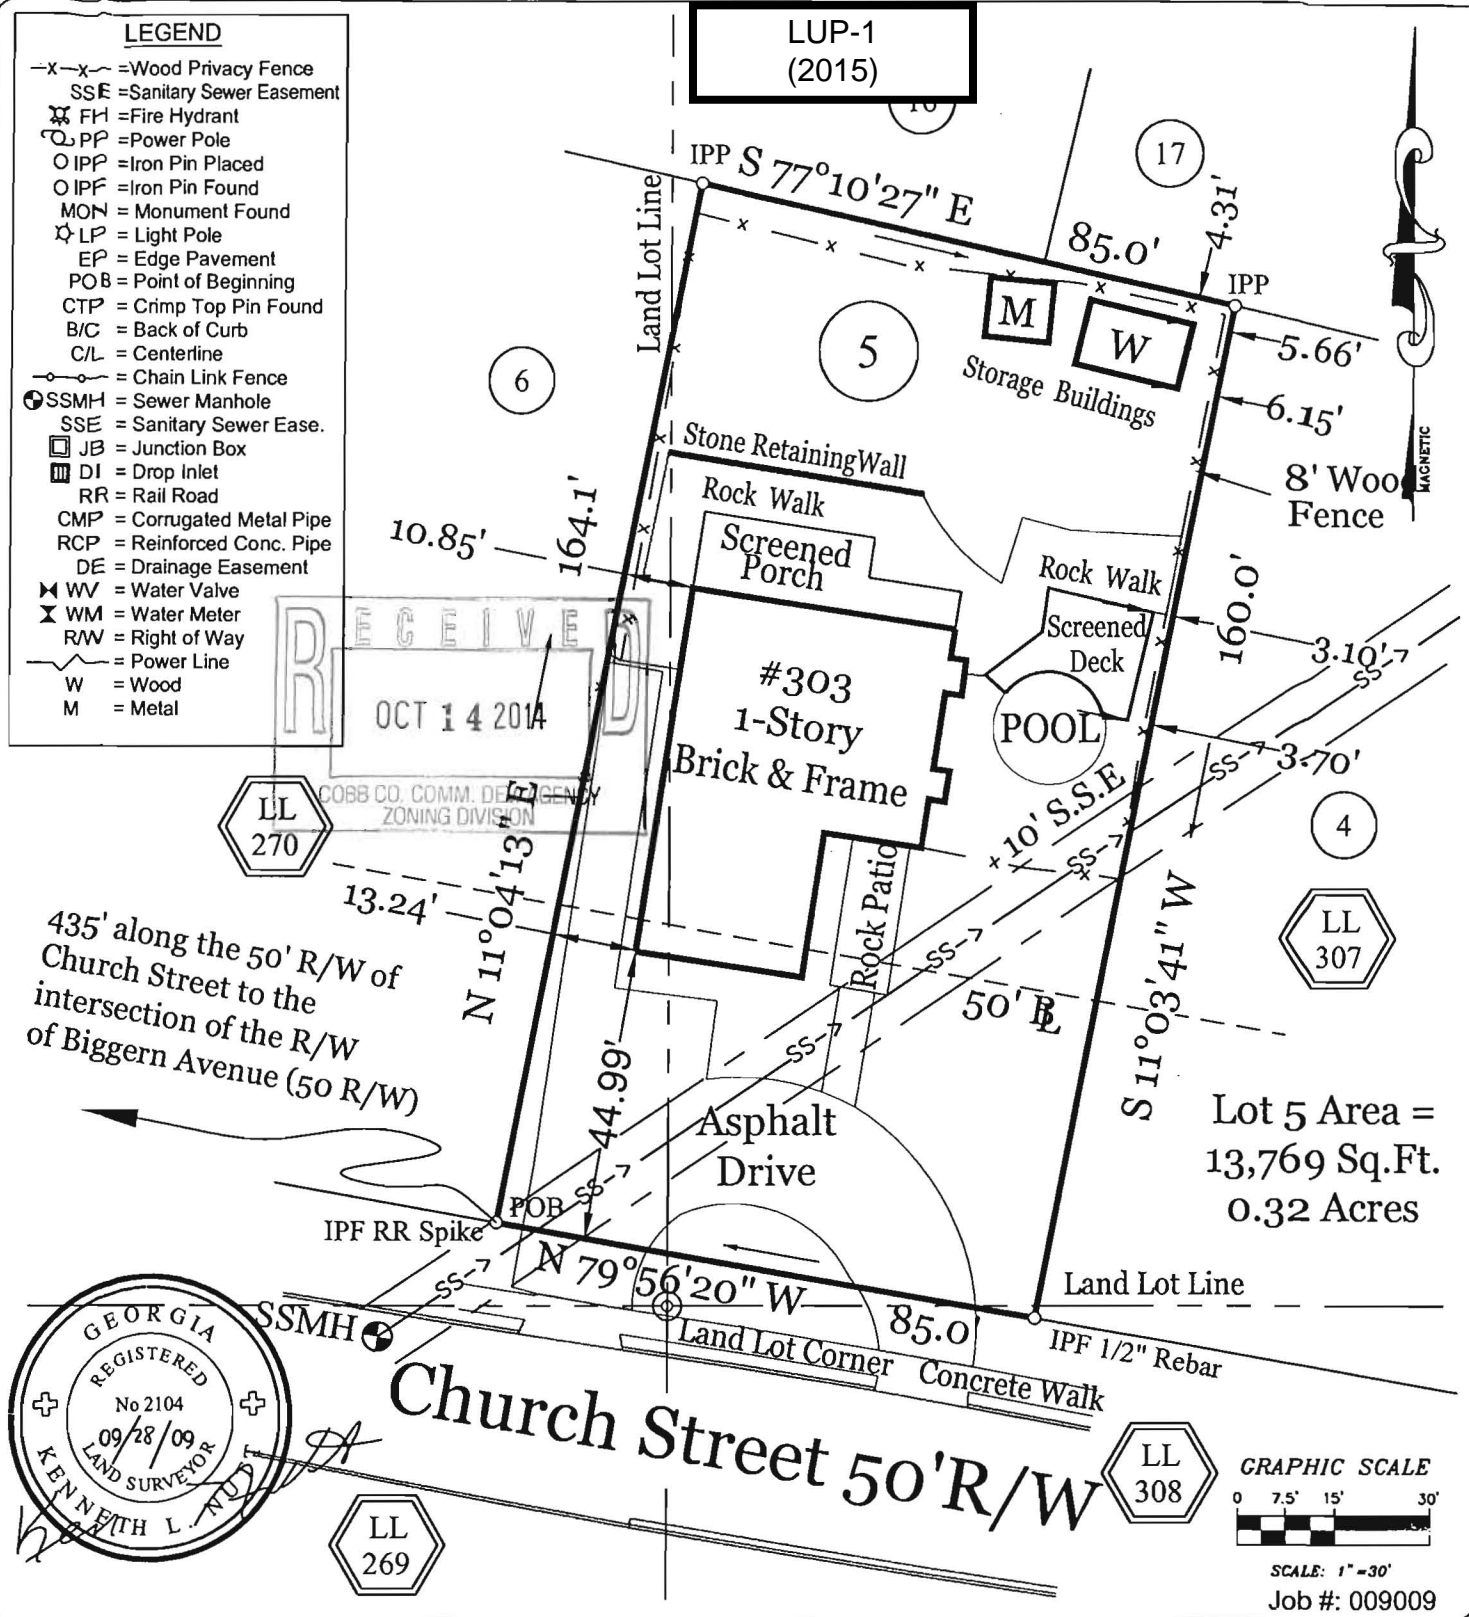 LUP-1
(2015)
LEGEND
—x—x— =Wood Privacy Fence
SSE =Sanitary Sewer Easement
FH =Fire Hydrant
PP =Power Pole
O IPP =Iron Pin Placed
O IPF =Iron Pin Found
MON = Monument Found
LP = Light Pole
EP = Edge Pavement
POB = Point of Beginning
CTP = Crimp Top Pin Found
B/C = Back of Curb
C/L = Centerline
= Chain Link Fence
SSMH = Sewer Manhole
SSE = Sanitary Sewer Ease.
JB = Junction Box
DI = Drop Inlet
RR = Rail Road
CMP = Corrugated Metal Pipe
RCP = Reinforced Conc. Pipe
DE = Drainage Easement
WV = Water Valve
WM = Water Meter
R/W = Right of Way
= Power Line
W = Wood
M = Metal
17
IPP S 77°10'27" E
85.0'
4.31'
IPP
Land Lot Line
M
W
Storage Buildings
5
6
5.66'
6.15'
8' Wood
Fence
MAGNETIC
Stone Retaining Wall
Rock Walk
Screened
Porch
10.85'
164.1'
Rock Walk
Screened
Deck
160.0'
3.10'
#303
1-Story
Brick & Frame
POOL
3.70'
RECEIVED
OCT 14 2014
COBB CO. COMM. DEV. AGENCY
ZONING DIVISION
LL
270
N 11°04'13" E
13.24'
10' S.S.E
SS
SS
SS
SS
SS
SS
SS
4
LL
307
Rock Patio
50' BL
S 11°03'41" W
435' along the 50' R/W of
Church Street to the
intersection of the R/W
of Biggern Avenue (50 R/W)
44.99'
Asphalt
Drive
Lot 5 Area =
13,769 Sq.Ft.
0.32 Acres
POB
IPF RR Spike
N 79°56'20" W
85.0'
Land Lot Line
IPF 1/2" Rebar
SSMH
Land Lot Corner
Concrete Walk
Church Street 50'R/W
GEORGIA
REGISTERED
No 2104
09/28/09
LAND SURVEYOR
KENNETH L. NUTT
LL
269
LL
308
GRAPHIC SCALE
0 7.5' 15' 30'
SCALE: 1"=30'
Job #: 009009